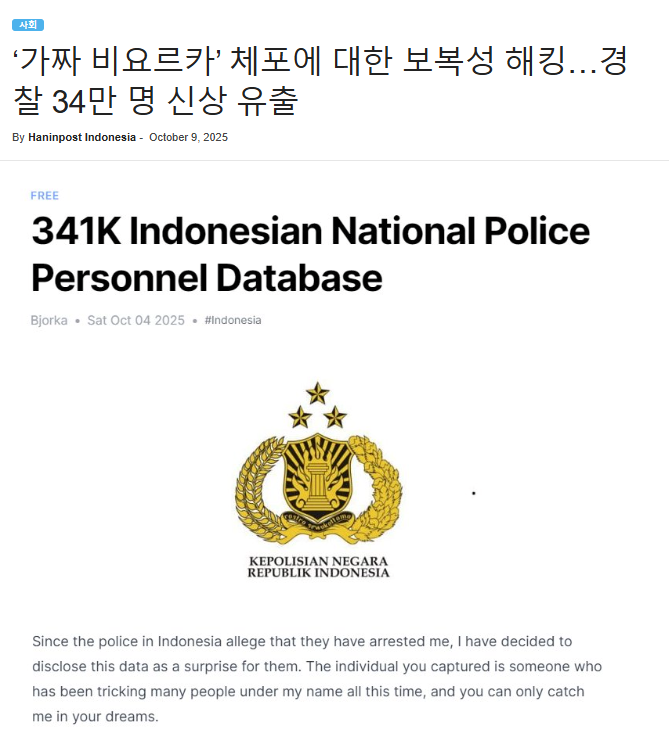 사회
‘가짜 비요르카’ 체포에 대한 보복성 해킹…경
찰 34만 명 신상 유출
By Haninpost Indonesia - October 9, 2025
FREE
341K Indonesian National Police
Personnel Database
Bjorka • Sat Oct 04 2025 • #Indonesia
KEPOLISIAN NEGARA
REPUBLIK INDONESIA
Since the police in Indonesia allege that they have arrested me, I have decided to
disclose this data as a surprise for them. The individual you captured is someone who
has been tricking many people under my name all this time, and you can only catch
me in your dreams.